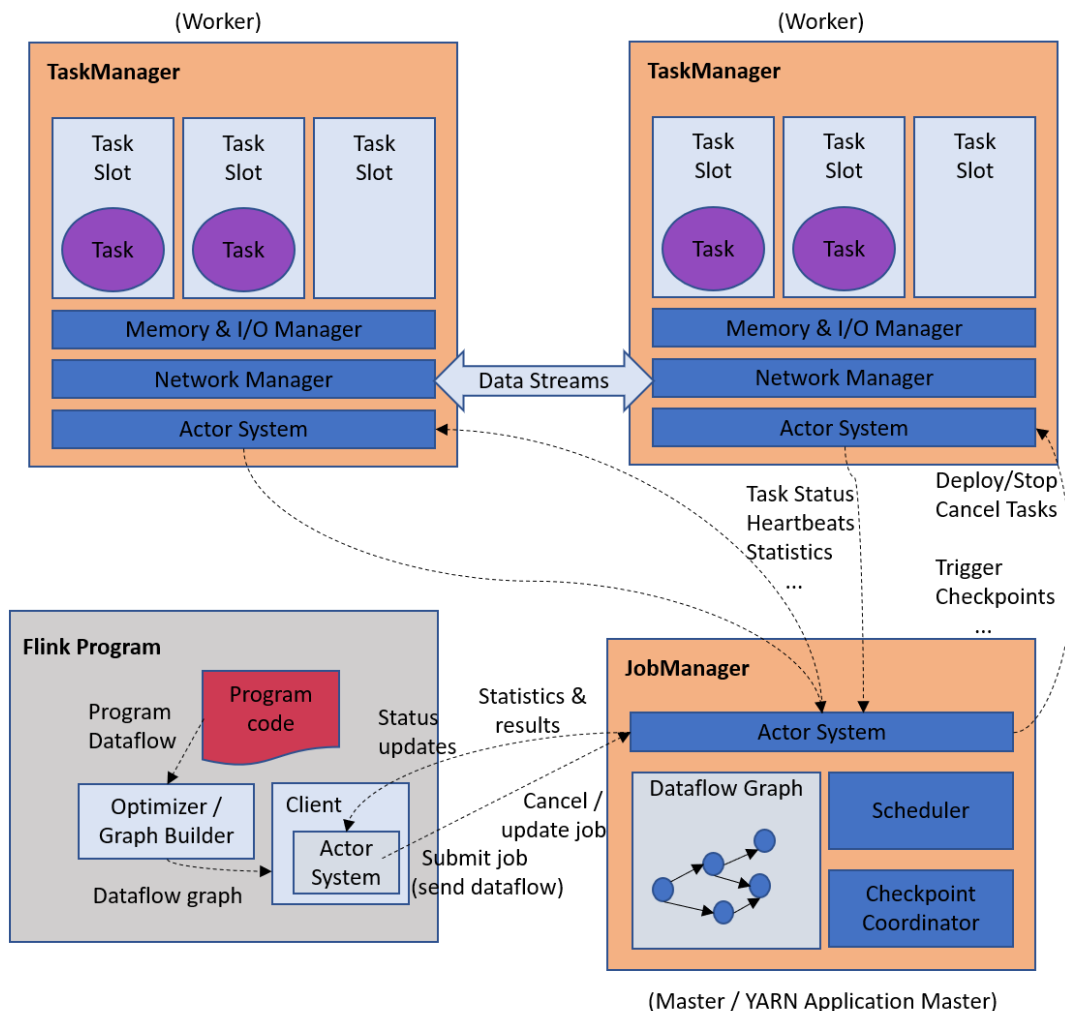 (Worker)
TaskManager
Task
Slot
Task
Slot
Task
Slot
Task
Task
Memory & I/O Manager
Network Manager
Actor System
(Worker)
TaskManager
Task
Slot
Task
Slot
Task
Slot
Task
Task
Memory & I/O Manager
Network Manager
Actor System
Data Streams
Task Status
Heartbeats
Statistics
...
Deploy/Stop
Cancel Tasks
Trigger
Checkpoints
...
Flink Program
Program
code
Program
Dataflow
Optimizer /
Graph Builder
Dataflow graph
Client
Actor
System
Status
updates
Statistics &
results
Cancel /
update job
Submit job
(send dataflow)
JobManager
Actor System
Dataflow Graph
Scheduler
Checkpoint
Coordinator
(Master / YARN Application Master)